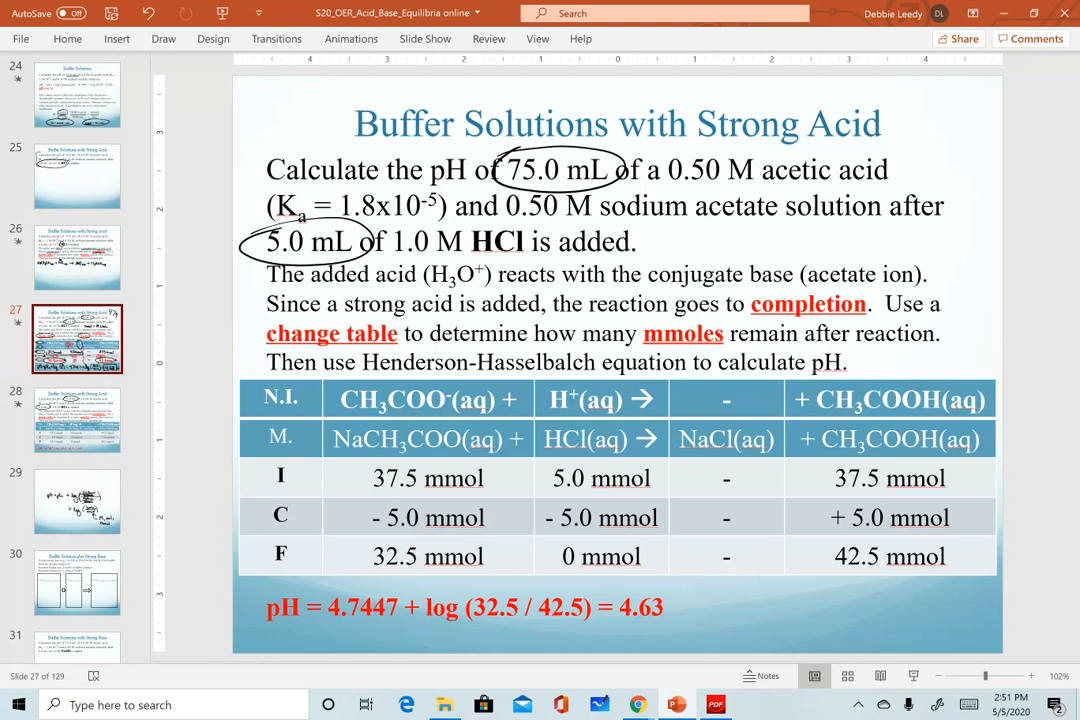 AutoSave Off S20_OER_Acid_Base_Equilibria online Search Debbie Leedy DL
File Home Insert Draw Design Transitions Animations Slide Show Review View Help Share Comments
24
25
26
27
28
29
30
31
Buffer Solutions with Strong Acid
Calculate the pH of 75.0 mL of a 0.50 M acetic acid
(Kₐ = 1.8x10⁻⁵) and 0.50 M sodium acetate solution after
5.0 mL of 1.0 M HCl is added.
The added acid (H₃O⁺) reacts with the conjugate base (acetate ion).
Since a strong acid is added, the reaction goes to completion. Use a
change table to determine how many mmoles remain after reaction.
Then use Henderson-Hasselbalch equation to calculate pH.
N.I. CH₃COO⁻(aq) + H⁺(aq) → - + CH₃COOH(aq)
M. NaCH₃COO(aq) + HCl(aq) → NaCl(aq) + CH₃COOH(aq)
I 37.5 mmol 5.0 mmol - 37.5 mmol
C - 5.0 mmol - 5.0 mmol - + 5.0 mmol
F 32.5 mmol 0 mmol - 42.5 mmol
pH = 4.7447 + log (32.5 / 42.5) = 4.63
Slide 27 of 129 Notes 102%
Type here to search 2:51 PM
5/5/2020